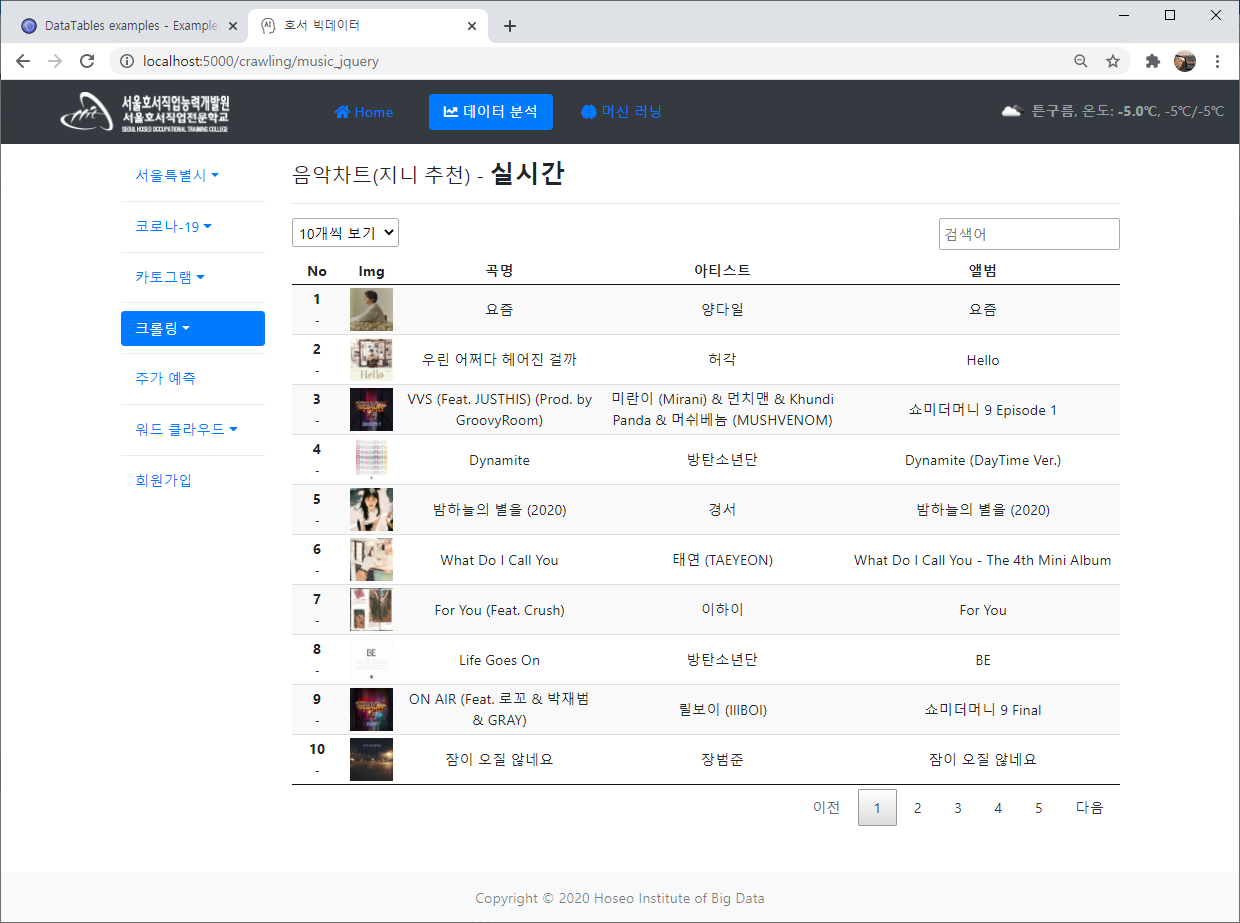 DataTables examples - Example
호서 빅데이터
localhost:5000/crawling/music_jquery
서울호서직업능력개발원
서울호서직업전문학교
SEOUL HOSEO OCCUPATIONAL TRAINING COLLEGE
Home
데이터 분석
머신 러닝
튼구름, 온도: -5.0℃, -5℃/-5℃
서울특별시
코로나-19
카토그램
크롤링
주가 예측
워드 클라우드
회원가입
음악차트(지니 추천) - 실시간
10개씩 보기
검색어
No Img 곡명 아티스트 앨범
1
-
요즘 양다일 요즘
2
-
Hello
우린 어쩌다 헤어진 걸까 허각 Hello
3
-
VVS (Feat. JUSTHIS) (Prod. by
GroovyRoom)
미란이 (Mirani) & 먼치맨 & Khundi
Panda & 머쉬베놈 (MUSHVENOM)
쇼미더머니 9 Episode 1
4
-
Dynamite 방탄소년단 Dynamite (DayTime Ver.)
5
-
밤하늘의 별을 (2020) 경서 밤하늘의 별을 (2020)
6
-
What Do I Call You 태연 (TAEYEON) What Do I Call You - The 4th Mini Album
7
-
For You (Feat. Crush) 이하이 For You
8
-
BE
Life Goes On 방탄소년단 BE
9
-
ON AIR (Feat. 로꼬 & 박재범
& GRAY)
릴보이 (lIlBOI) 쇼미더머니 9 Final
10
-
잠이 오질 않네요 장범준 잠이 오질 않네요
이전 1 2 3 4 5 다음
Copyright © 2020 Hoseo Institute of Big Data